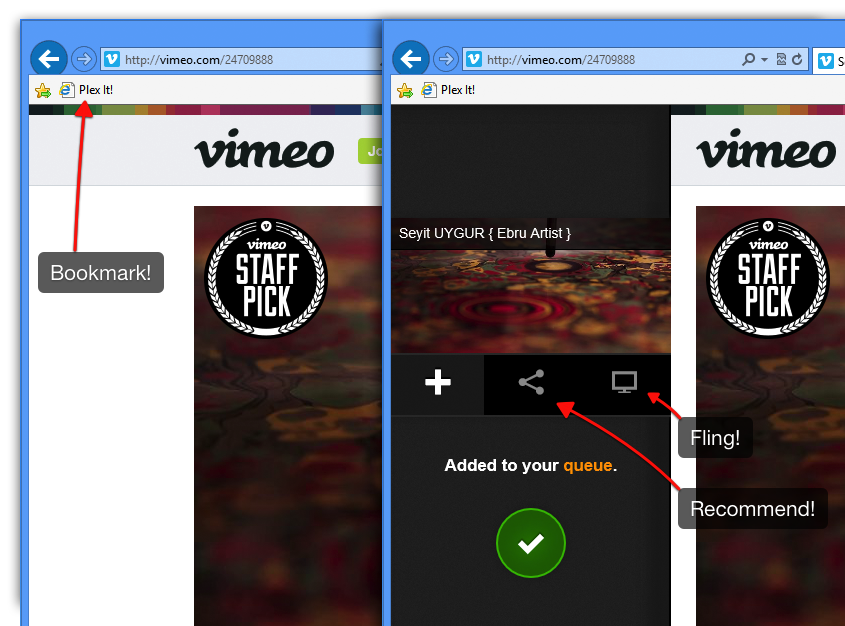 http://vimeo.com/24709888
Plex It!
vimeo
Jo
vimeo
STAFF
PICK
Bookmark!
http://vimeo.com/24709888
S
Plex It!
vimeo
Seyit UYGUR { Ebru Artist }
vimeo
STAFF
PICK
Fling!
Added to your queue.
Recommend!